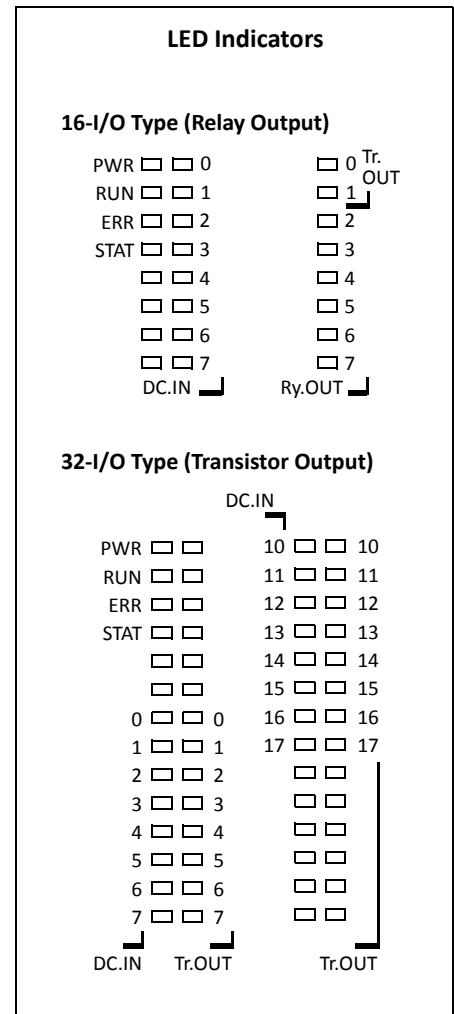 LED Indicators
16-I/O Type (Relay Output)
PWR 0 0 Tr.
OUT
RUN 1 1
ERR 2 2
STAT 3 3
4 4
5 5
6 6
7 7
DC.IN Ry.OUT
32-I/O Type (Transistor Output)
DC.IN
PWR 10 10
RUN 11 11
ERR 12 12
STAT 13 13
14 14
15 15
0 0 16 16
1 1 17 17
2 2
3 3
4 4
5 5
6 6
7 7
DC.IN Tr.OUT Tr.OUT